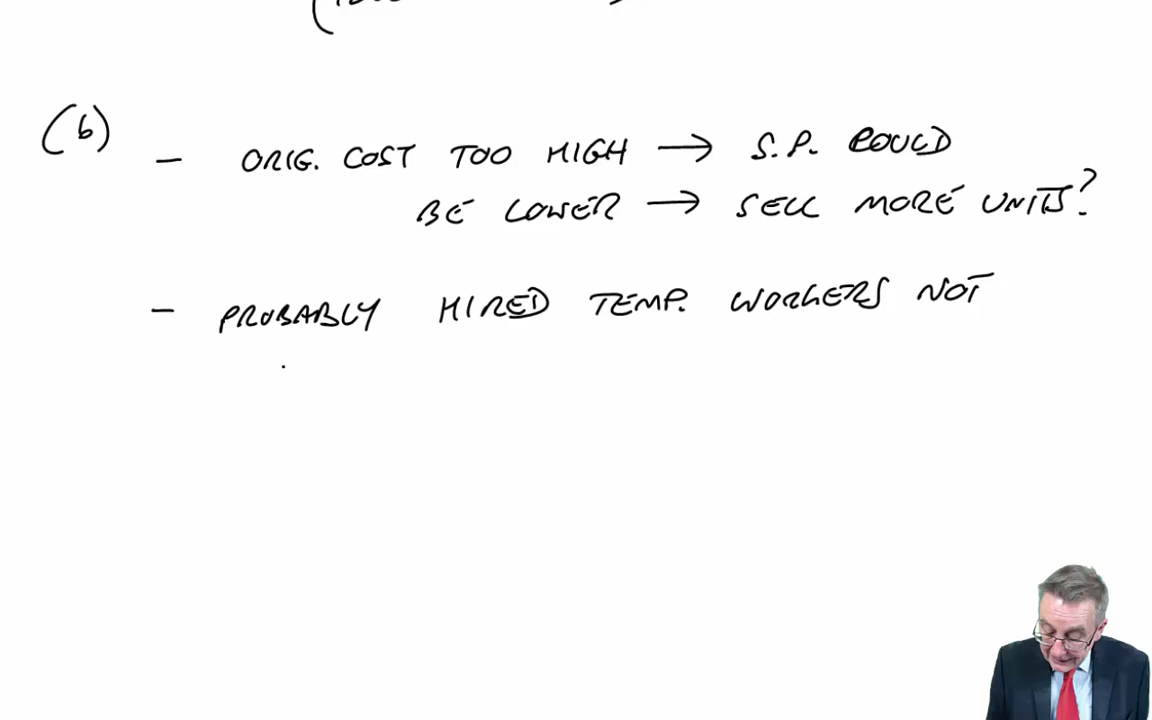 (b)
- ORIG. COST TOO HIGH → S.P. COULD
BE LOWER → SELL MORE UNITS?
- PROBABLY HIRED TEMP. WORKERS NOT